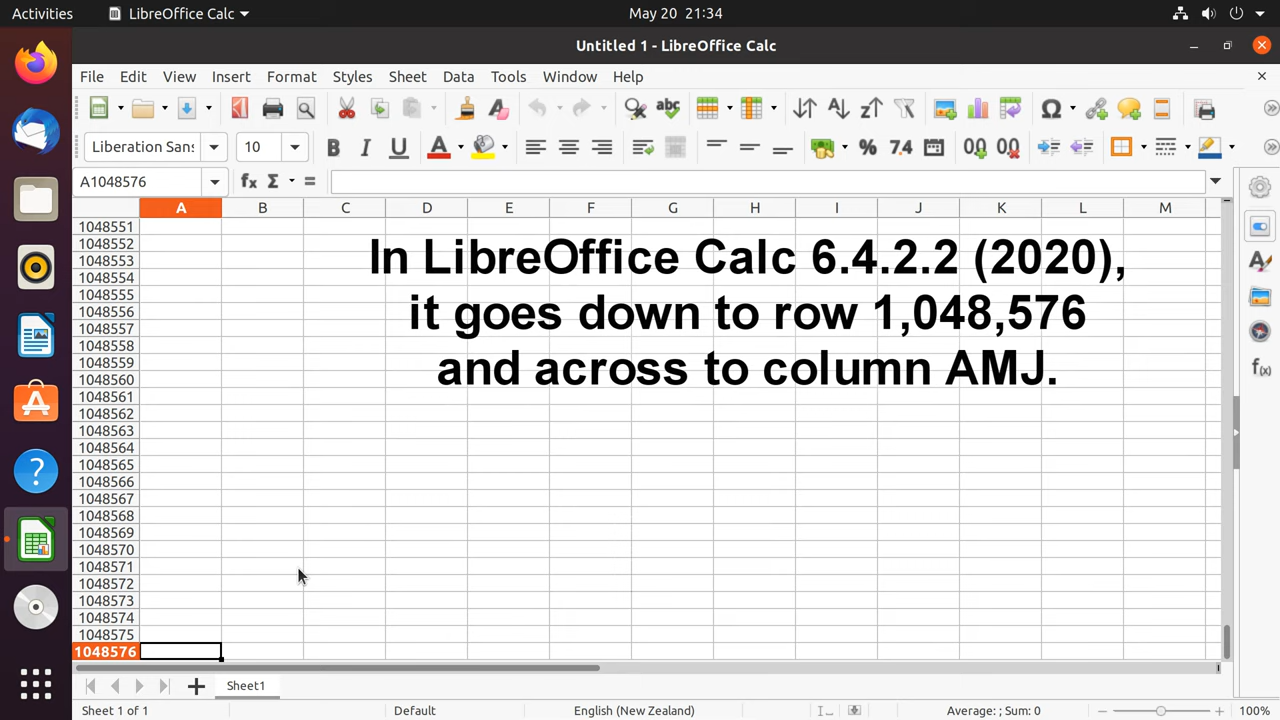 Activities
LibreOffice Calc
May 20 21:34
Untitled 1 - LibreOffice Calc
File Edit View Insert Format Styles Sheet Data Tools Window Help
Liberation Sans
10
B I U A
% 7.4
A1048576
fx Σ =
A B C D E F G H I J K L M
1048551
1048552
1048553
1048554
1048555
1048556
1048557
1048558
1048559
1048560
1048561
1048562
1048563
1048564
1048565
1048566
1048567
1048568
1048569
1048570
1048571
1048572
1048573
1048574
1048575
1048576
In LibreOffice Calc 6.4.2.2 (2020),
it goes down to row 1,048,576
and across to column AMJ.
Sheet1
Sheet 1 of 1
Default
English (New Zealand)
Average: ; Sum: 0
100%